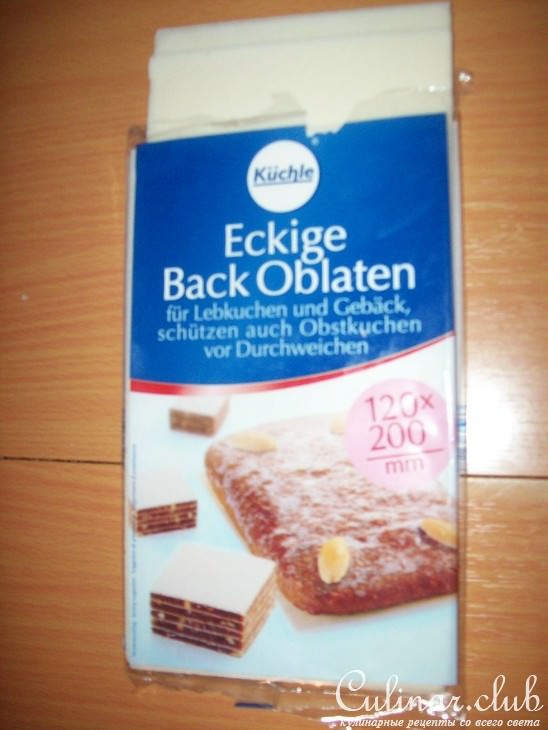 Küchle
Eckige
Back Oblaten
für Lebkuchen und Gebäck,
schützen auch Obstkuchen
vor Durchweichen
120×
200
mm
Culinar.club
кулинарные рецепты со всего света